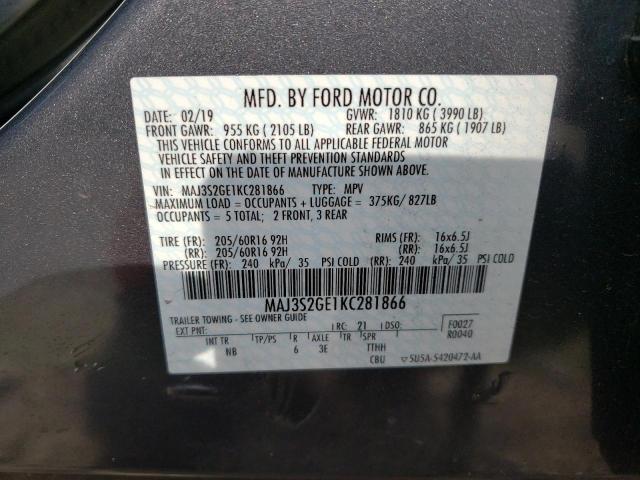 MFD. BY FORD MOTOR CO.
DATE: 02/19 GVWR: 1810 KG ( 3990 LB)
FRONT GAWR: 955 KG ( 2105 LB) REAR GAWR: 865 KG ( 1907 LB)
THIS VEHICLE CONFORMS TO ALL APPLICABLE FEDERAL MOTOR
VEHICLE SAFETY AND THEFT PREVENTION STANDARDS
IN EFFECT ON THE DATE OF MANUFACTURE SHOWN ABOVE.
VIN: MAJ3S2GE1KC281866 TYPE: MPV
MAXIMUM LOAD = OCCUPANTS + LUGGAGE = 375KG/ 827LB
OCCUPANTS = 5 TOTAL; 2 FRONT, 3 REAR
TIRE (FR): 205/60R16 92H RIMS (FR): 16x6.5J
(RR): 205/60R16 92H (RR): 16x6.5J
PRESSURE (FR): 240 kPa/ 35 PSI COLD (RR): 240 kPa/ 35 PSI COLD
MAJ3S2GE1KC281866
TRAILER TOWING - SEE OWNER GUIDE
EXT PNT: RC: 21 DSO: F0027
R0040
INT TR TP/PS R AXLE TR SPR
NB 6 3E TTHH
CBU 5U5A-5420472-AA